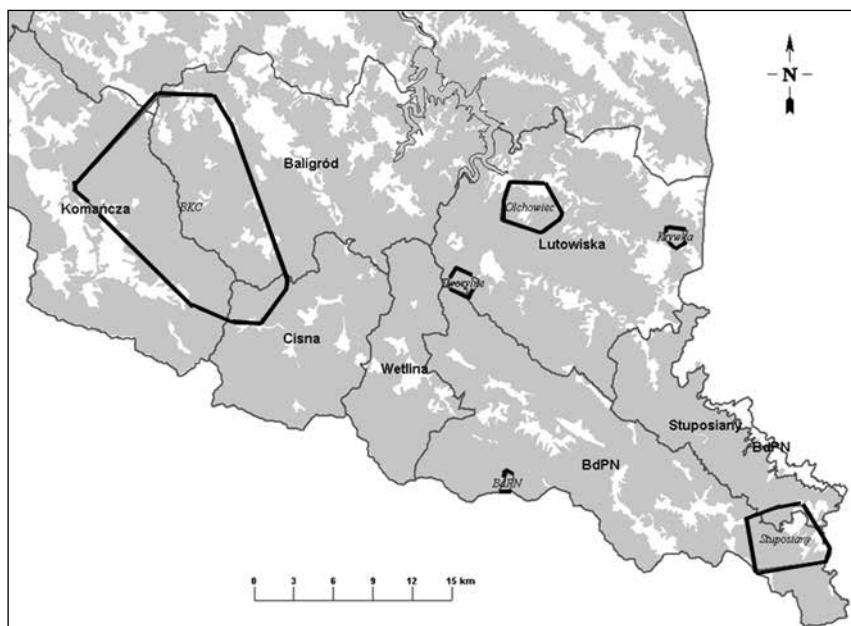 N
Baligród
BKC
Komańcza
Olchowiec
Lutowiska
Krywka
Cisna
Wetlina
Stuposiany
BdPN
BdPN
BdPN
Stuposiany
0 3 6 9 12 15 km